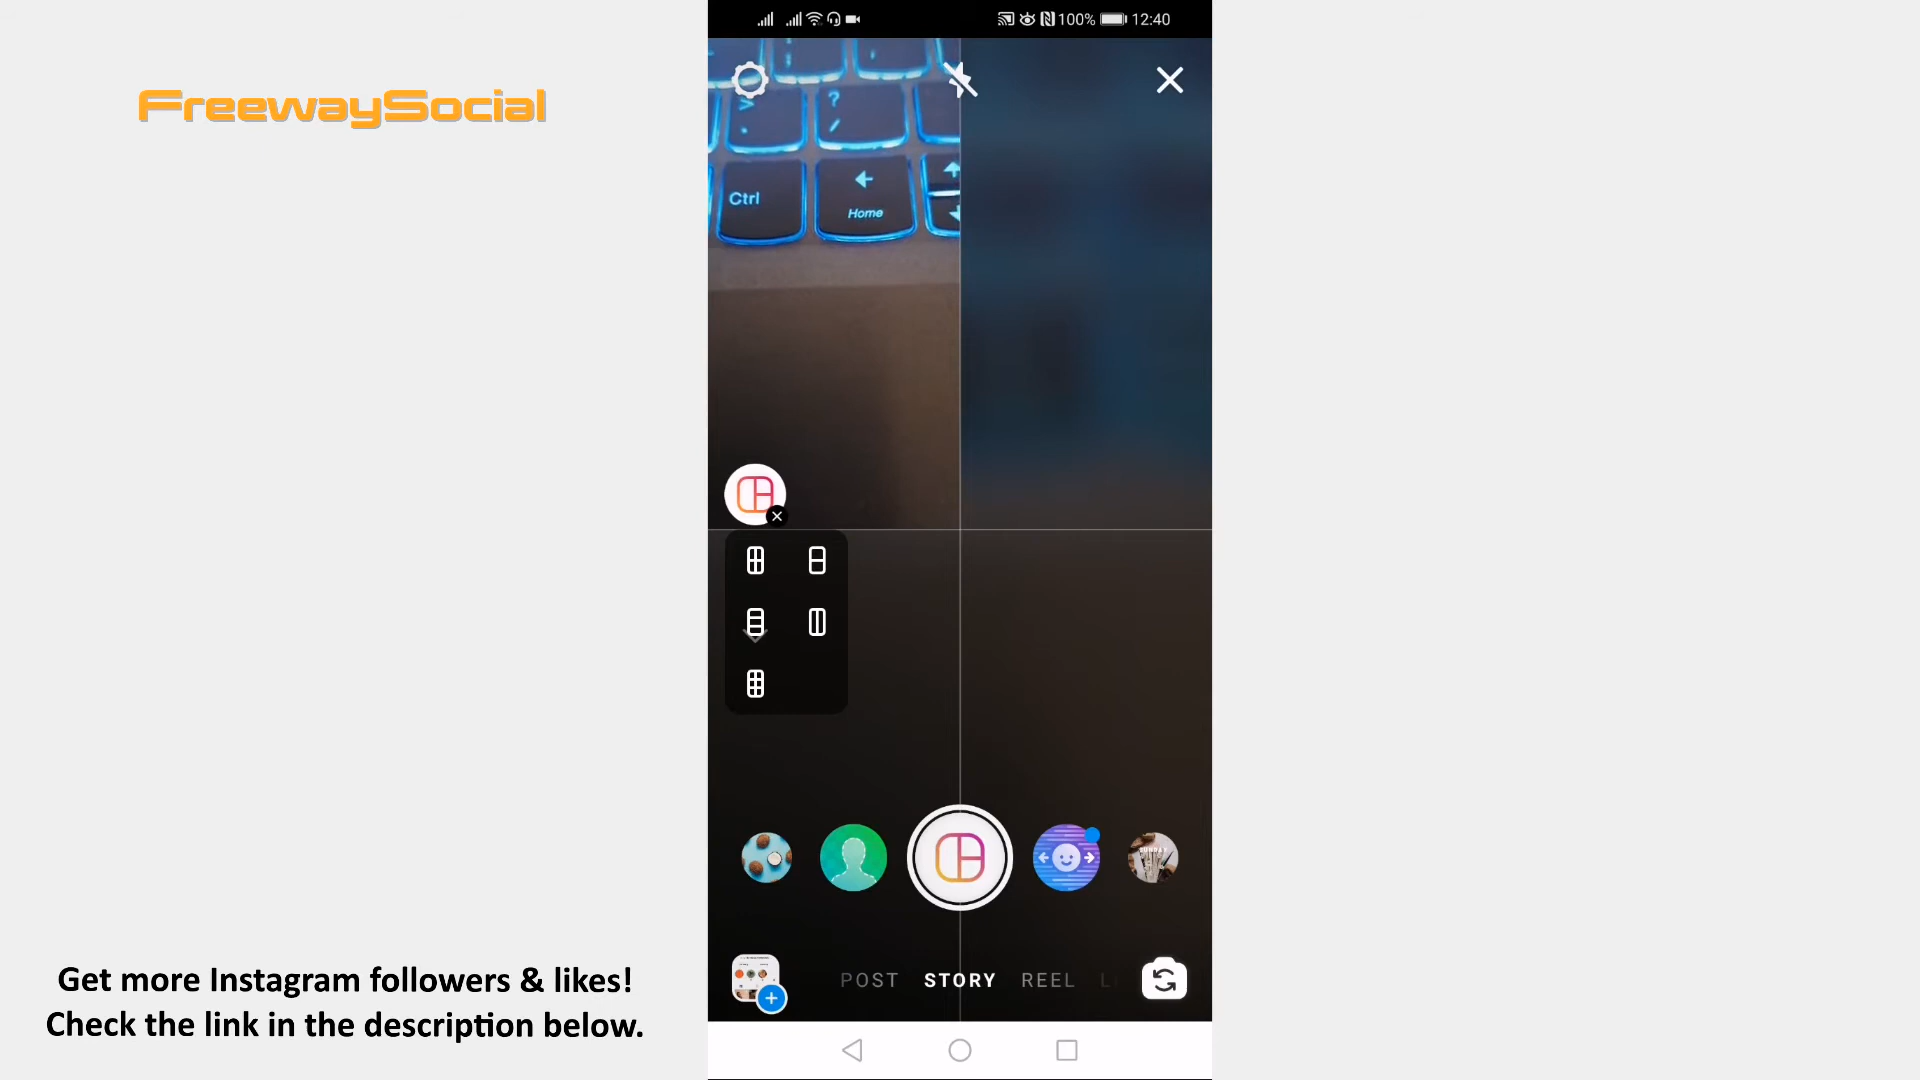 100% 12:40
FreewaySocial
>
.
?
/
Ctrl
Home
SUNDAY
POST STORY REEL L
Get more Instagram followers & likes!
Check the link in the description below.